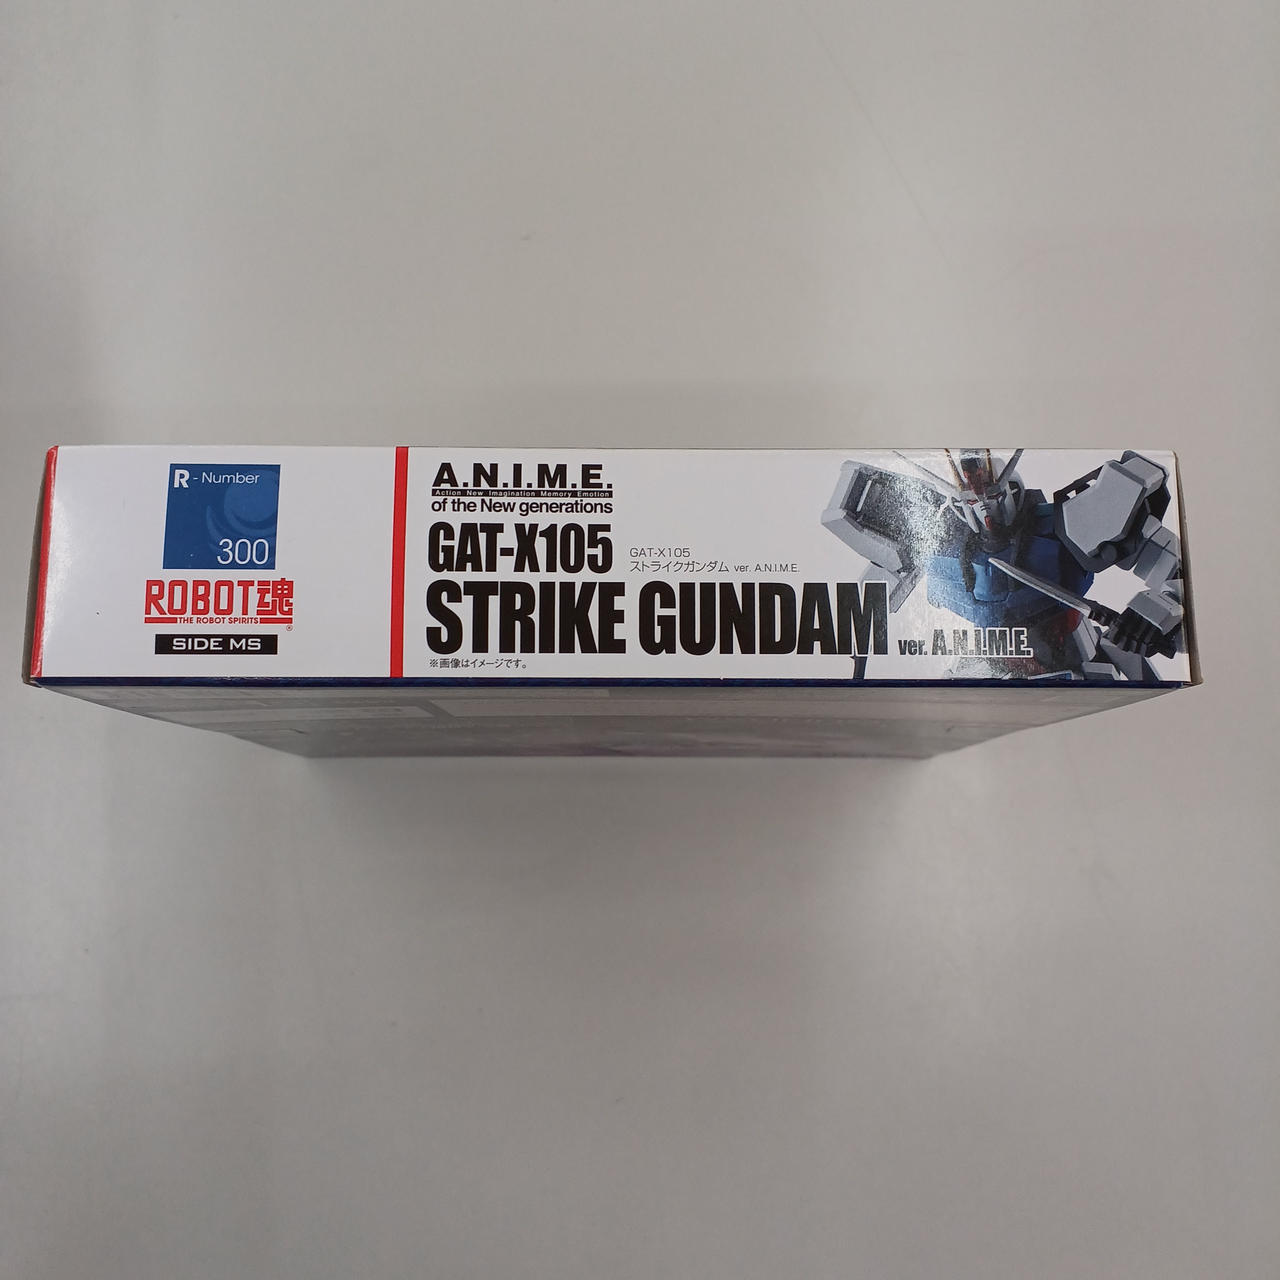 R - Number
300
ROBOT魂
THE ROBOT SPIRITS
®
SIDE MS
A.N.I.M.E.
Action New Imagination Memory Emotion
of the New generations
GAT-X105
GAT-X105
ストライクガンダム ver. A.N.I.M.E.
STRIKE GUNDAM ver. A.N.I.M.E.
※画像はイメージです。